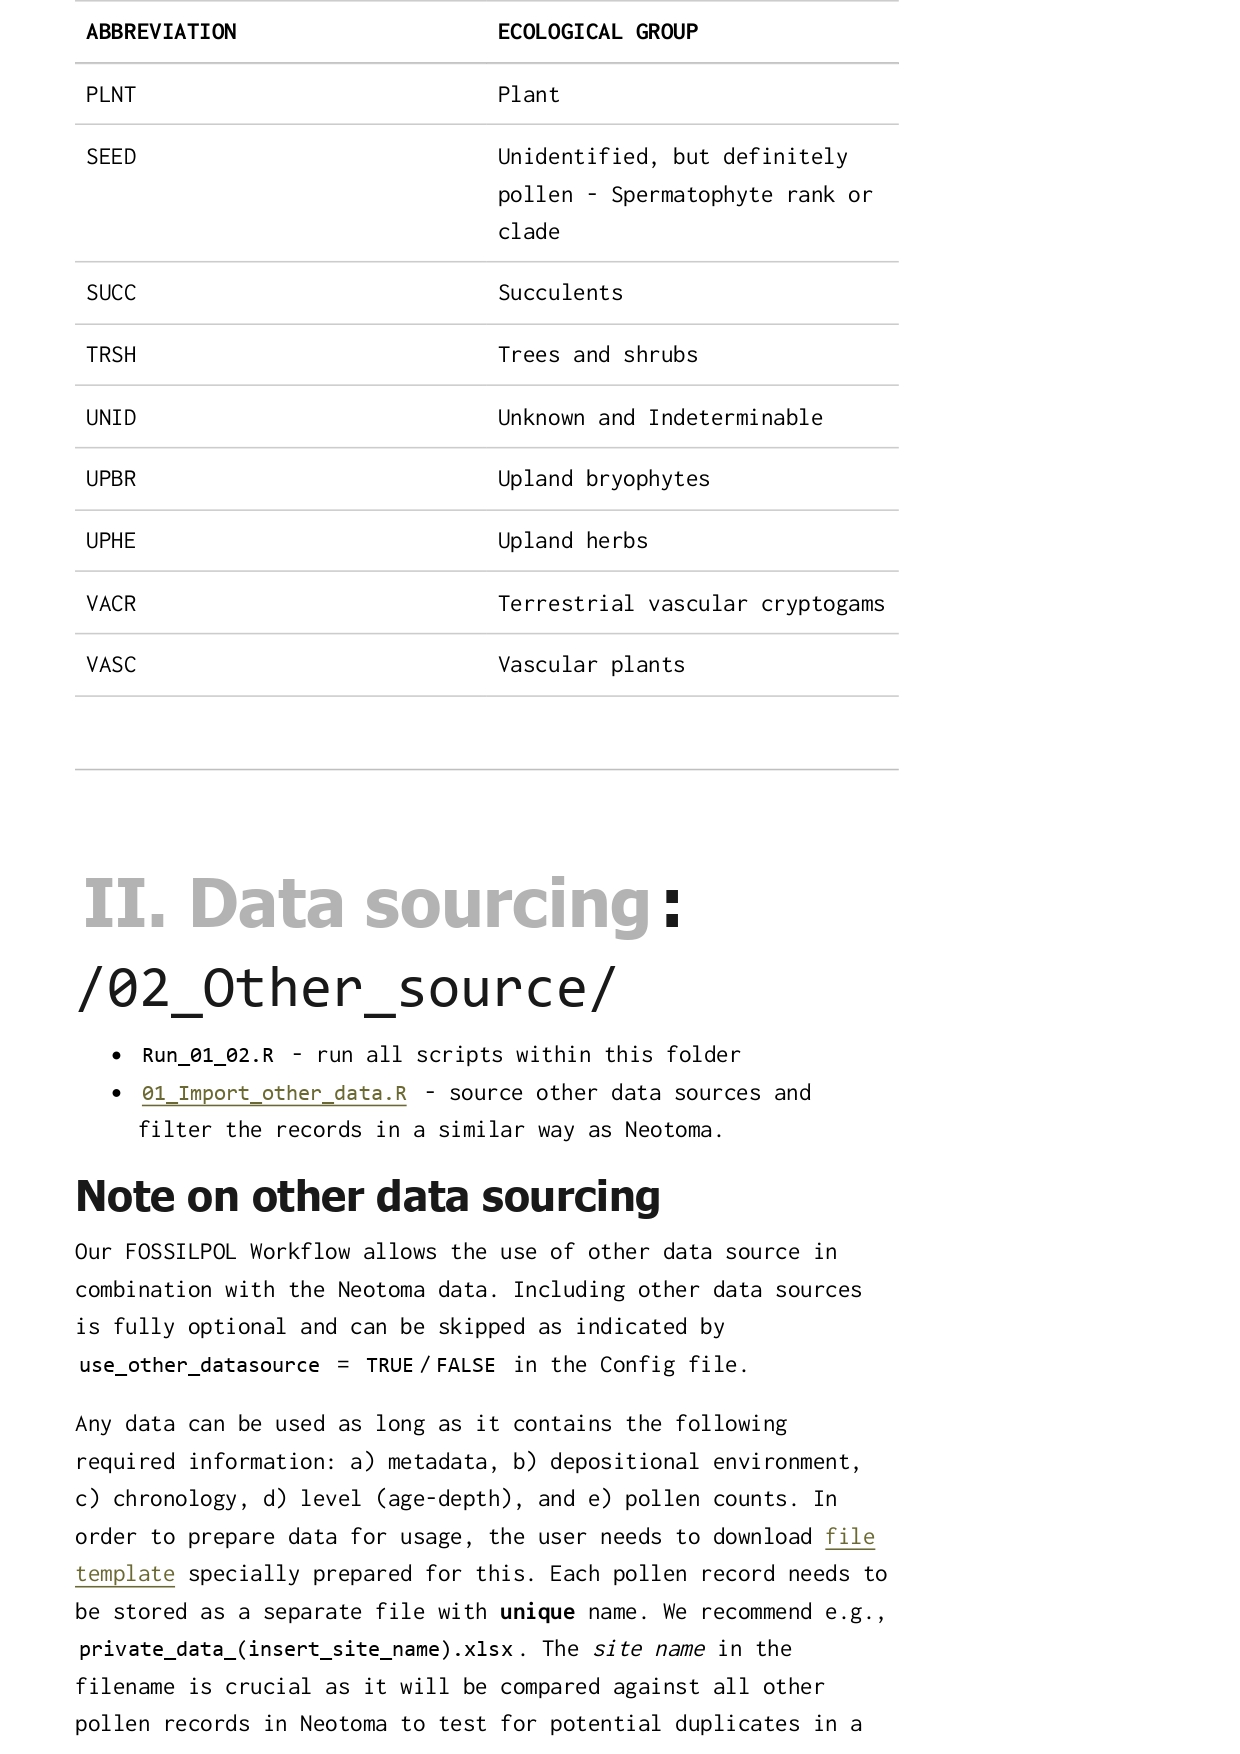 ABBREVIATION ECOLOGICAL GROUP
PLNT Plant
SEED Unidentified, but definitely
pollen - Spermatophyte rank or
clade
SUCC Succulents
TRSH Trees and shrubs
UNID Unknown and Indeterminable
UPBR Upland bryophytes
UPHE Upland herbs
VACR Terrestrial vascular cryptogams
VASC Vascular plants
II. Data sourcing:
/02_Other_source/
• Run_01_02.R - run all scripts within this folder
• 01_Import_other_data.R - source other data sources and
filter the records in a similar way as Neotoma.
Note on other data sourcing
Our FOSSILPOL Workflow allows the use of other data source in
combination with the Neotoma data. Including other data sources
is fully optional and can be skipped as indicated by
use_other_datasource = TRUE/FALSE in the Config file.
Any data can be used as long as it contains the following
required information: a) metadata, b) depositional environment,
c) chronology, d) level (age-depth), and e) pollen counts. In
order to prepare data for usage, the user needs to download file
template specially prepared for this. Each pollen record needs to
be stored as a separate file with unique name. We recommend e.g.,
private_data_(insert_site_name).xlsx. The site name in the
filename is crucial as it will be compared against all other
pollen records in Neotoma to test for potential duplicates in a